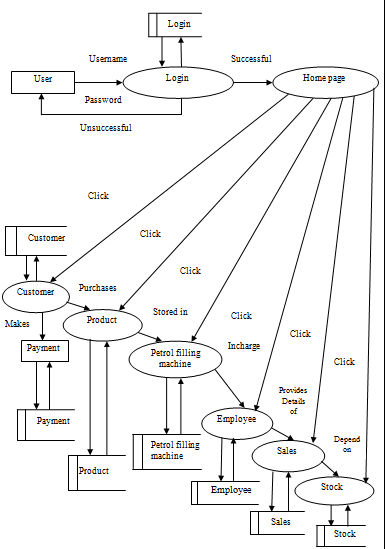 Login
Username
Successful
User
Login
Home page
Password
Unsuccessful
Click
Customer
Click
Click
Customer
Purchases
Product
Stored in
Click
Makes
Incharge
Click
Payment
Petrol filling
machine
Click
Provides
Details
of
Payment
Employee
Petrol filling
machine
Sales
Depend
on
Product
Employee
Stock
Sales
Stock